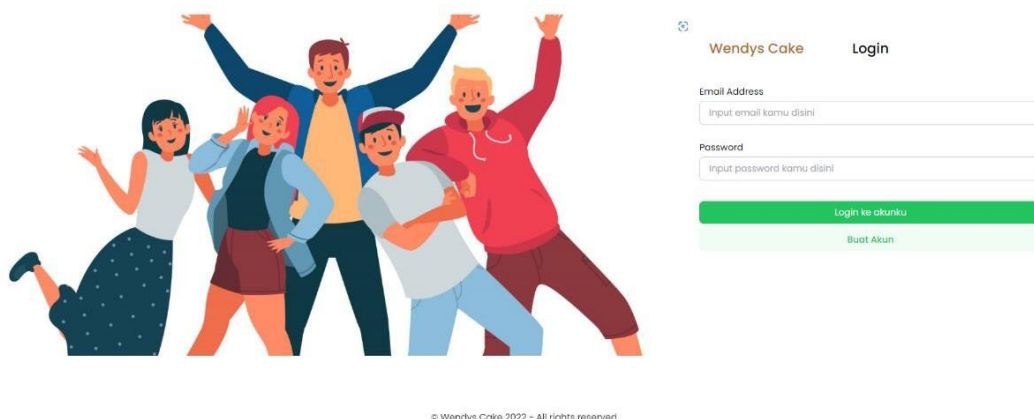 Wendys Cake Login
Email Address
Input email kamu disini
Password
Input password kamu disini
Login ke akunku
Buat Akun
© Wendys Cake 2022 - All rights reserved